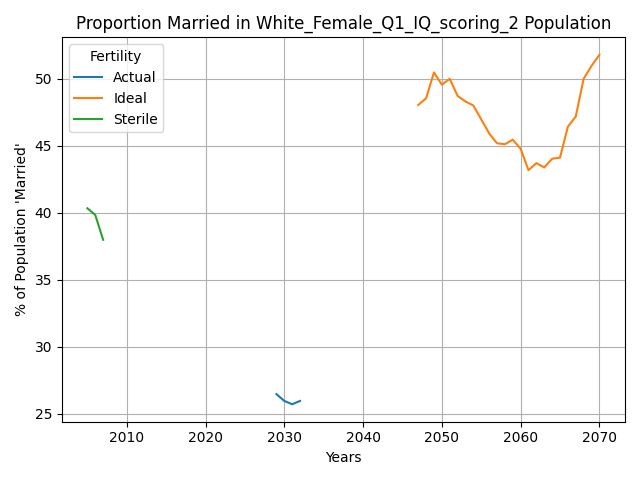 Proportion Married in White_Female_Q1_IQ_scoring_2 Population
Fertility
Actual
Ideal
Sterile
% of Population 'Married'
50
45
40
35
30
25
2010 2020 2030 2040 2050 2060 2070
Years